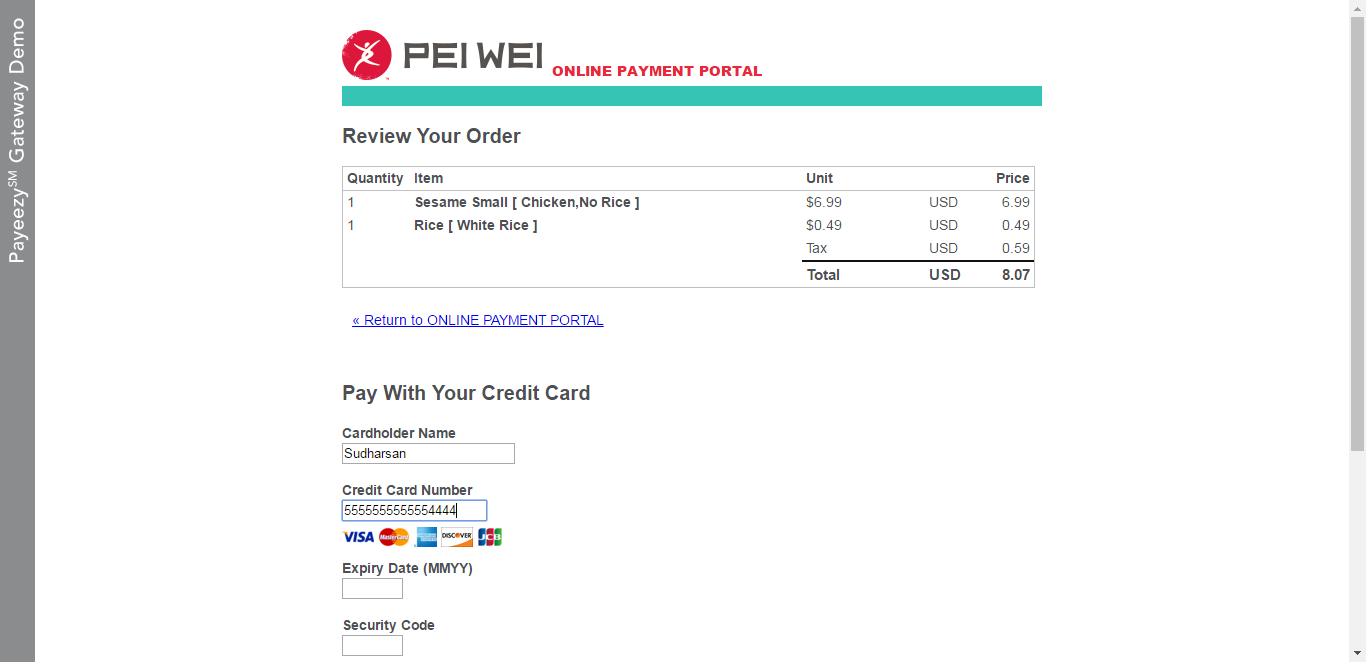 Payeezy℠ Gateway Demo
PEI WEI ONLINE PAYMENT PORTAL
Review Your Order
Quantity Item Unit Price
1 Sesame Small [ Chicken,No Rice ] $6.99 USD 6.99
1 Rice [ White Rice ] $0.49 USD 0.49
Tax USD 0.59
Total USD 8.07
« Return to ONLINE PAYMENT PORTAL
Pay With Your Credit Card
Cardholder Name
Sudharsan
Credit Card Number
5555555555554444
VISA MasterCard DISCOVER JCB
Expiry Date (MMYY)
Security Code